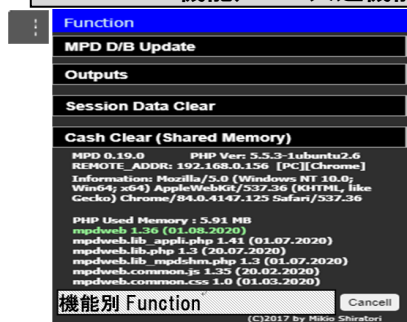 Function
MPD D/B Update
Outputs
Session Data Clear
Cash Clear (Shared Memory)
MPD 0.19.0 PHP Ver: 5.5.3-1ubuntu2.6
REMOTE_ADDR: 192.168.0.156 [PC][Chrome]
Information: Mozilla/5.0 (Windows NT 10.0;
Win64; x64) AppleWebKit/537.36 (KHTML, like
Gecko) Chrome/84.0.4147.125 Safari/537.36
PHP Used Memory : 5.91 MB
mpdweb 1.36 (01.08.2020)
mpdweb.lib_appli.php 1.41 (01.07.2020)
mpdweb.lib.php 1.3 (20.07.2020)
mpdweb.lib_mpdshm.php 1.3 (01.07.2020)
mpdweb.common.js 1.35 (20.02.2020)
mpdweb.common.css 1.0 (01.03.2020)
機能別 Function
Cancell
(C)2017 by Mikio Shiratori